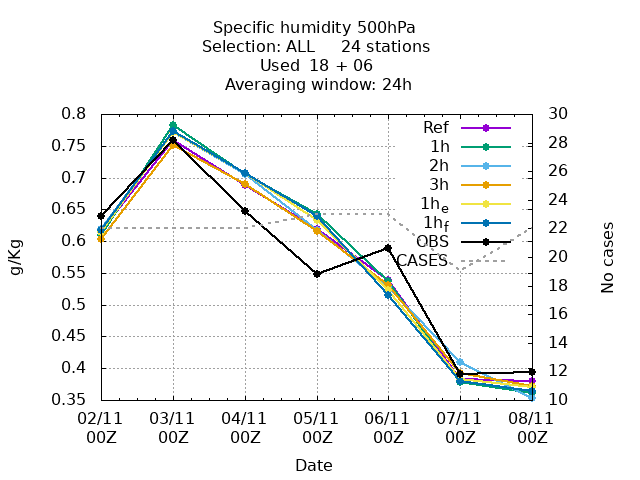 Specific humidity 500hPa
Selection: ALL     24 stations
Used  18 + 06
Averaging window: 24h
0.8
0.75
0.7
0.65
0.6
0.55
0.5
0.45
0.4
0.35
g/Kg
30
28
26
24
22
20
18
16
14
12
10
No cases
Ref
1h
2h
3h
1he
1hf
OBS
CASES
02/11 03/11 04/11 05/11 06/11 07/11 08/11
00Z 00Z 00Z 00Z 00Z 00Z 00Z
Date